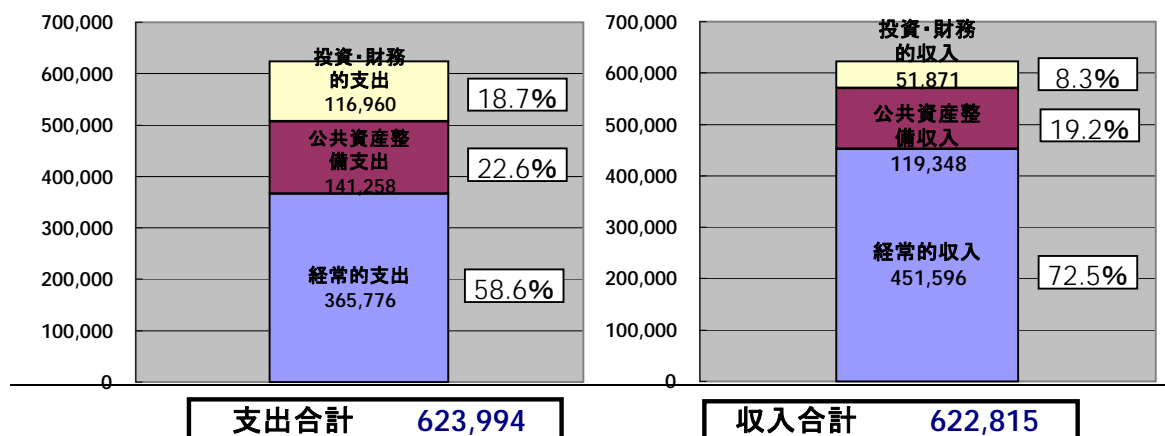 700,000
600,000
500,000
400,000
300,000
200,000
100,000
0
投資・財務
的支出
116,960
18.7%
公共資産整
備支出
141,258
22.6%
経常的支出
365,776
58.6%
支出合計 623,994
700,000
600,000
500,000
400,000
300,000
200,000
100,000
0
投資・財務
的収入
51,871
8.3%
公共資産整
備収入
119,348
19.2%
経常的収入
451,596
72.5%
収入合計 622,815